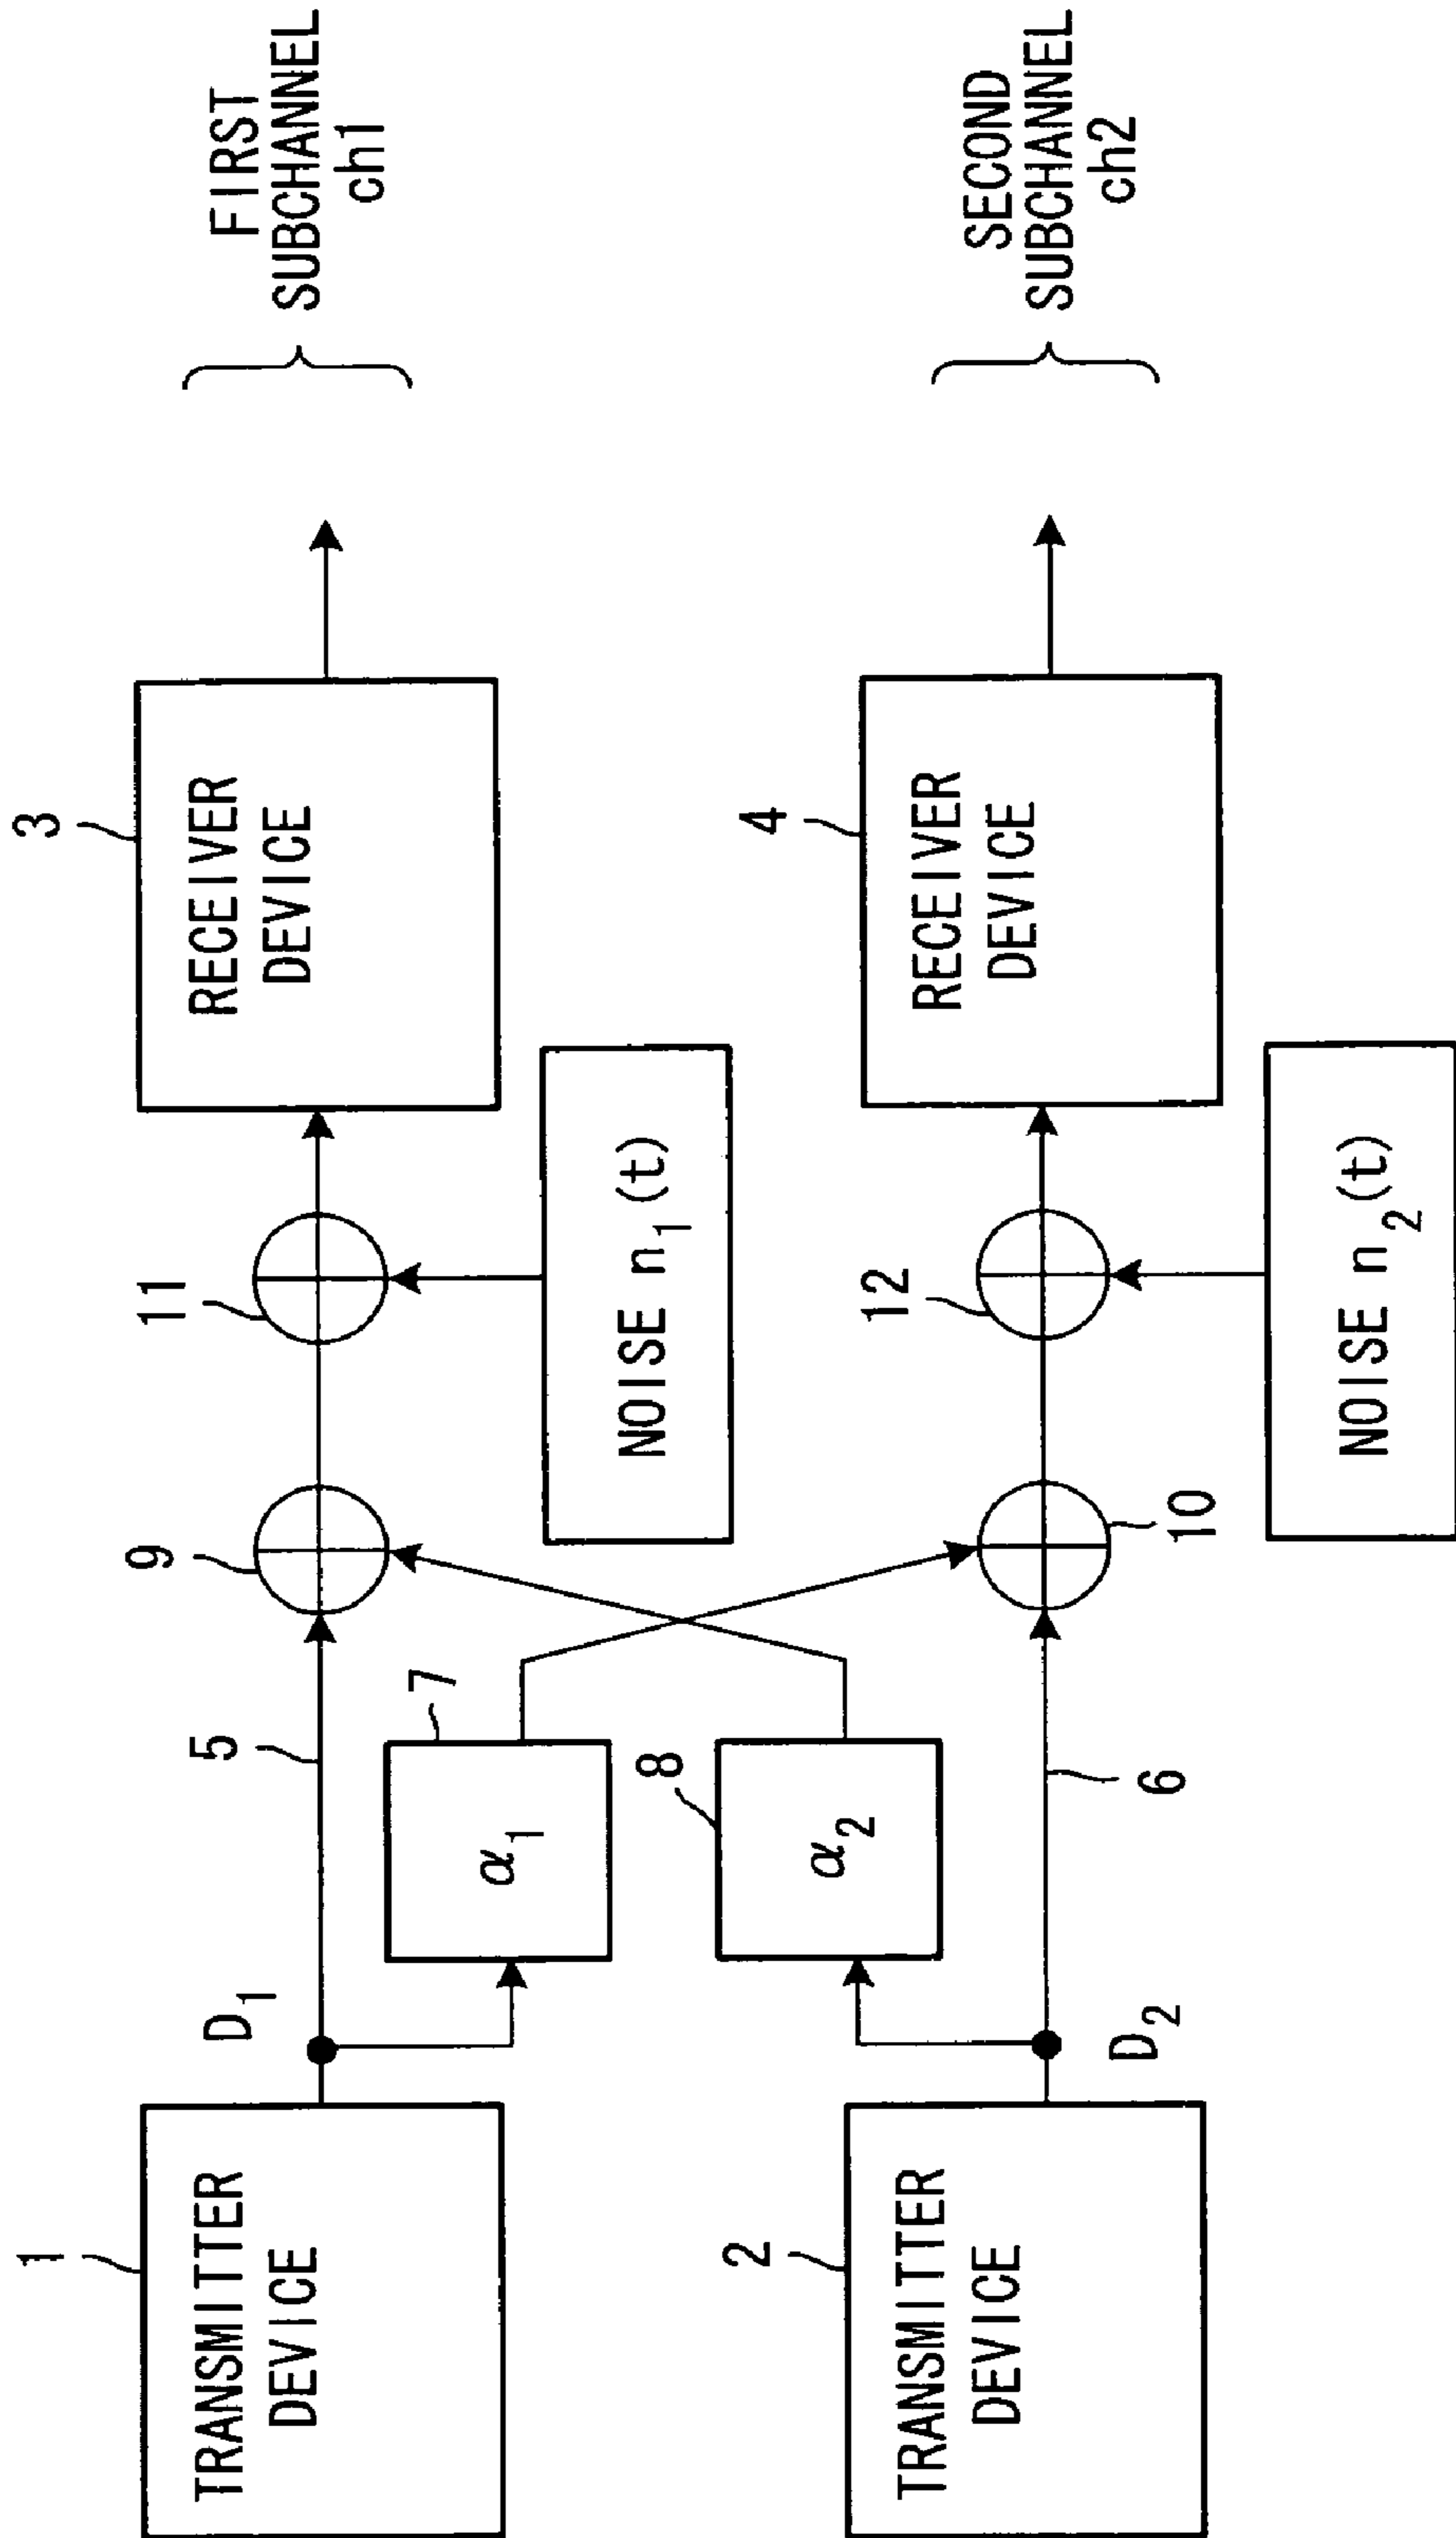 1
TRANSMITTER
DEVICE
D1
5
9
11
3
RECEIVER
DEVICE
FIRST
SUBCHANNEL
ch1
7
α1
NOISE n1(t)
8
α2
2
TRANSMITTER
DEVICE
D2
6
10
12
4
RECEIVER
DEVICE
SECOND
SUBCHANNEL
ch2
NOISE n2(t)